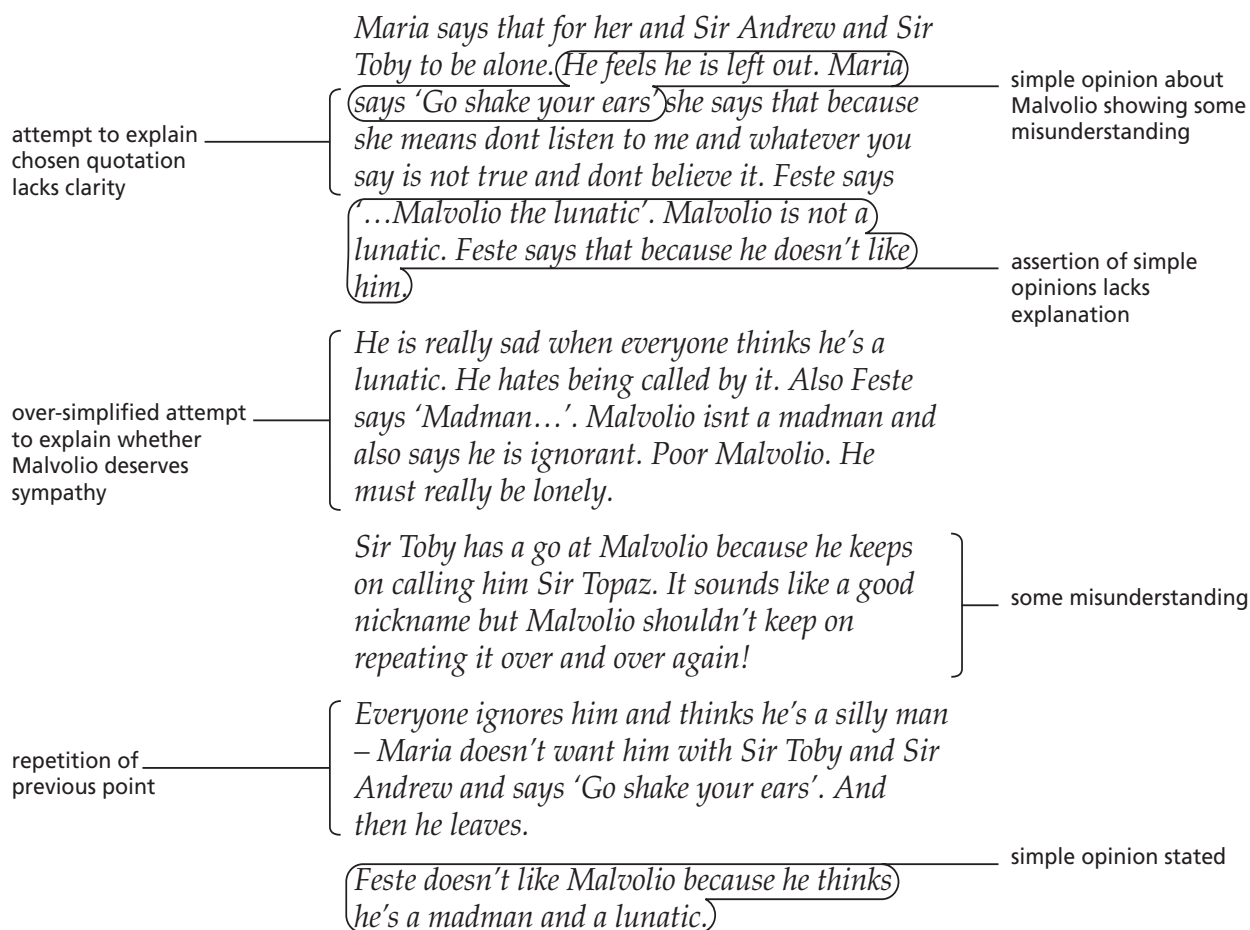 Maria says that for her and Sir Andrew and Sir
Toby to be alone. He feels he is left out. Maria
says ‘Go shake your ears’ she says that because
she means dont listen to me and whatever you
say is not true and dont believe it. Feste says
‘…Malvolio the lunatic’. Malvolio is not a
lunatic. Feste says that because he doesn’t like
him.
simple opinion about
Malvolio showing some
misunderstanding
attempt to explain
chosen quotation
lacks clarity
assertion of simple
opinions lacks
explanation
He is really sad when everyone thinks he’s a
lunatic. He hates being called by it. Also Feste
says ‘Madman…’. Malvolio isnt a madman and
also says he is ignorant. Poor Malvolio. He
must really be lonely.
over-simplified attempt
to explain whether
Malvolio deserves
sympathy
Sir Toby has a go at Malvolio because he keeps
on calling him Sir Topaz. It sounds like a good
nickname but Malvolio shouldn’t keep on
repeating it over and over again!
some misunderstanding
Everyone ignores him and thinks he’s a silly man
– Maria doesn’t want him with Sir Toby and Sir
Andrew and says ‘Go shake your ears’. And
then he leaves.
repetition of
previous point
simple opinion stated
Feste doesn’t like Malvolio because he thinks
he’s a madman and a lunatic.